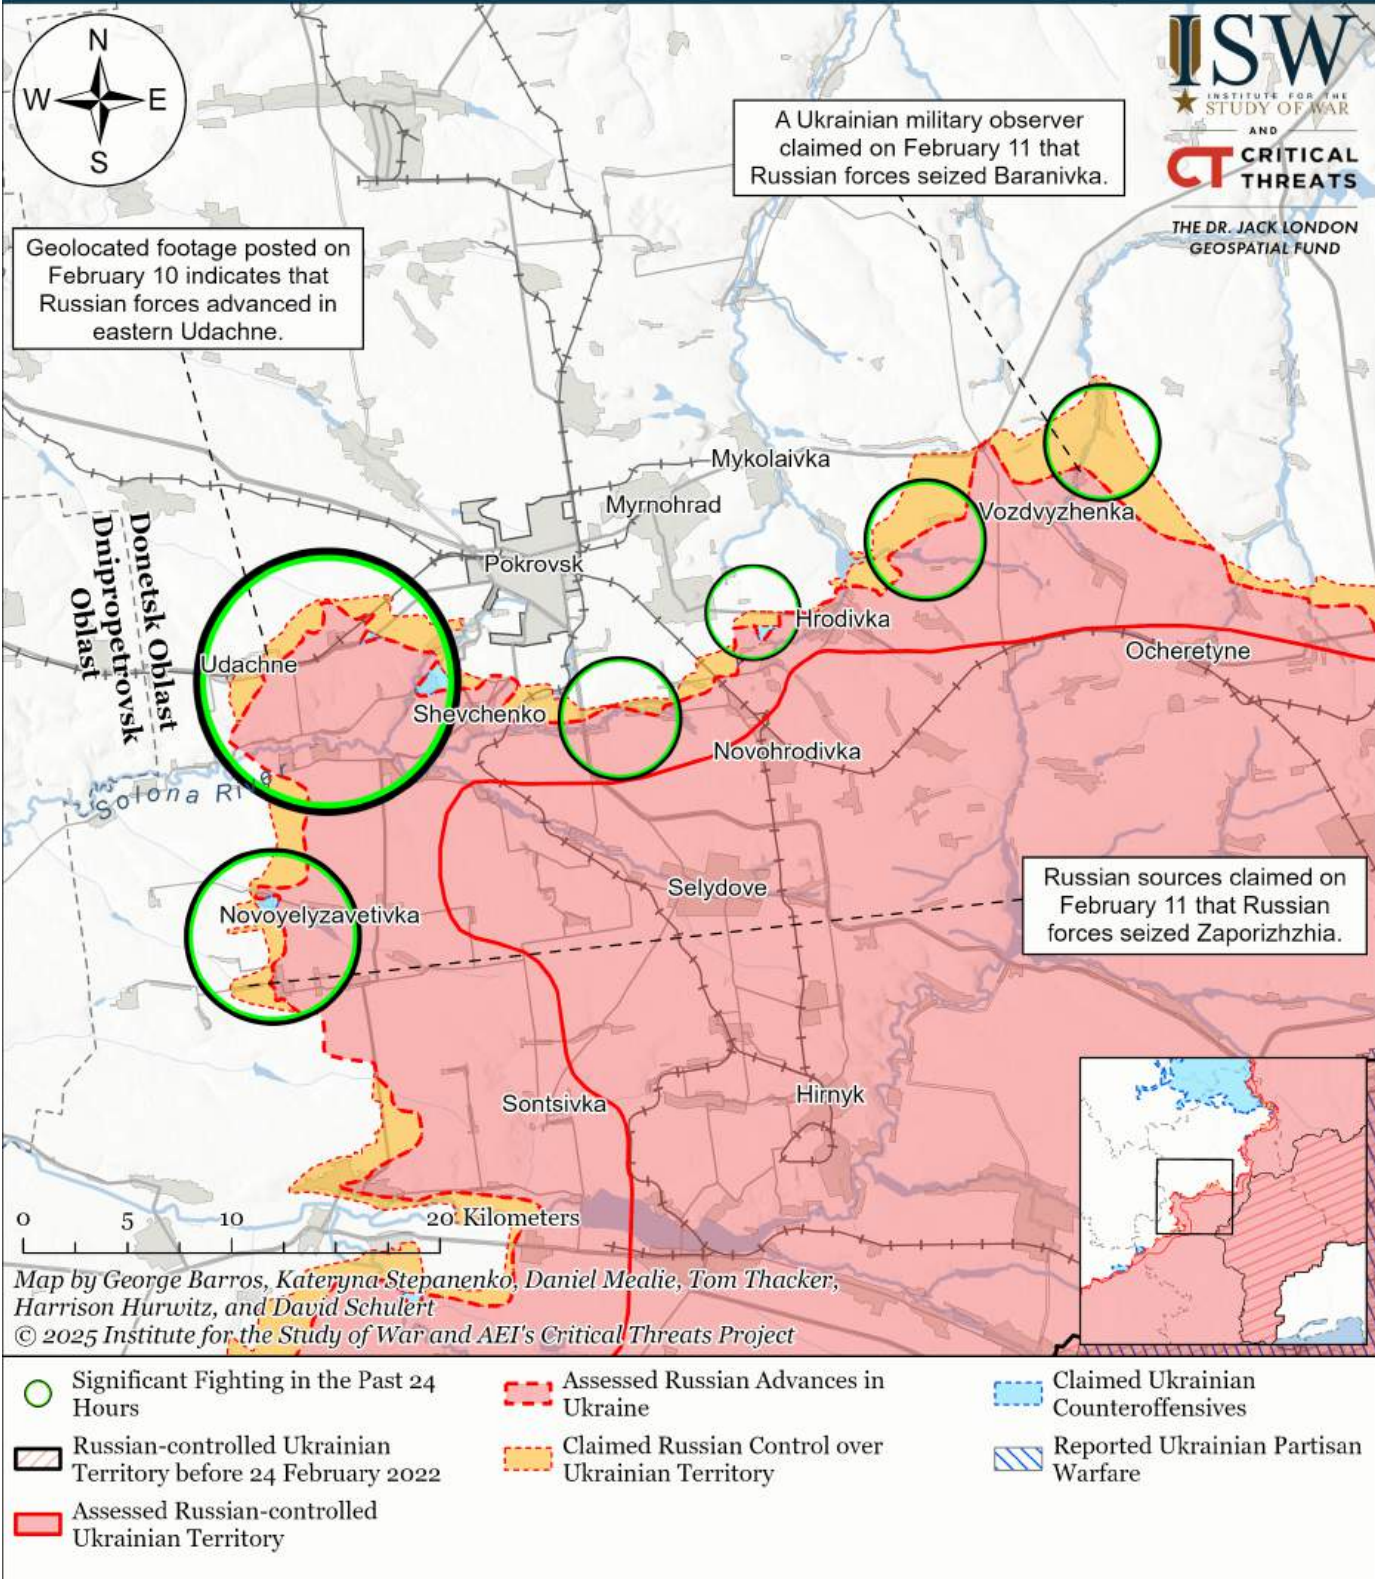 N
W
E
S
ISW
INSTITUTE FOR THE
STUDY OF WAR
AND
CT CRITICAL
THREATS
THE DR. JACK LONDON
GEOSPATIAL FUND
A Ukrainian military observer
claimed on February 11 that
Russian forces seized Baranivka.
Geolocated footage posted on
February 10 indicates that
Russian forces advanced in
eastern Udachne.
Mykolaivka
Myrnohrad
Vozdvyzhenka
Pokrovsk
Donetsk Oblast
Dnipropetrovsk
Oblast
Hrodivka
Udachne
Ocheretyne
Shevchenko
Novohrodivka
Solona River
Selydove
Novoyelyzavetivka
Russian sources claimed on
February 11 that Russian
forces seized Zaporizhzhia.
Sontsivka
Hirnyk
0 5 10 20 Kilometers
Map by George Barros, Kateryna Stepanenko, Daniel Mealie, Tom Thacker,
Harrison Hurwitz, and David Schulert
© 2025 Institute for the Study of War and AEI's Critical Threats Project
Significant Fighting in the Past 24
Hours
Russian-controlled Ukrainian
Territory before 24 February 2022
Assessed Russian-controlled
Ukrainian Territory
Assessed Russian Advances in
Ukraine
Claimed Russian Control over
Ukrainian Territory
Claimed Ukrainian
Counteroffensives
Reported Ukrainian Partisan
Warfare